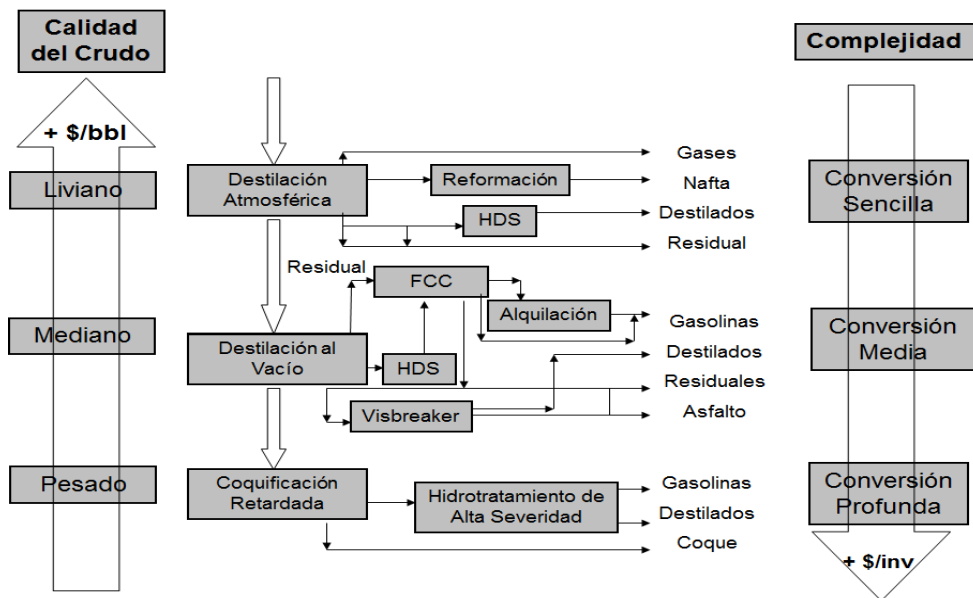 Calidad
del Crudo
+ $/bbl
Liviano
Mediano
Pesado
Destilación
Atmosférica
Reformación
HDS
Gases
Nafta
Destilados
Residual
Residual
FCC
Alquilación
Destilación al
Vacío
HDS
Visbreaker
Gasolinas
Destilados
Residuales
Asfalto
Coquificación
Retardada
Hidrotratamiento de
Alta Severidad
Gasolinas
Destilados
Coque
Complejidad
Conversión
Sencilla
Conversión
Media
Conversión
Profunda
+ $/inv